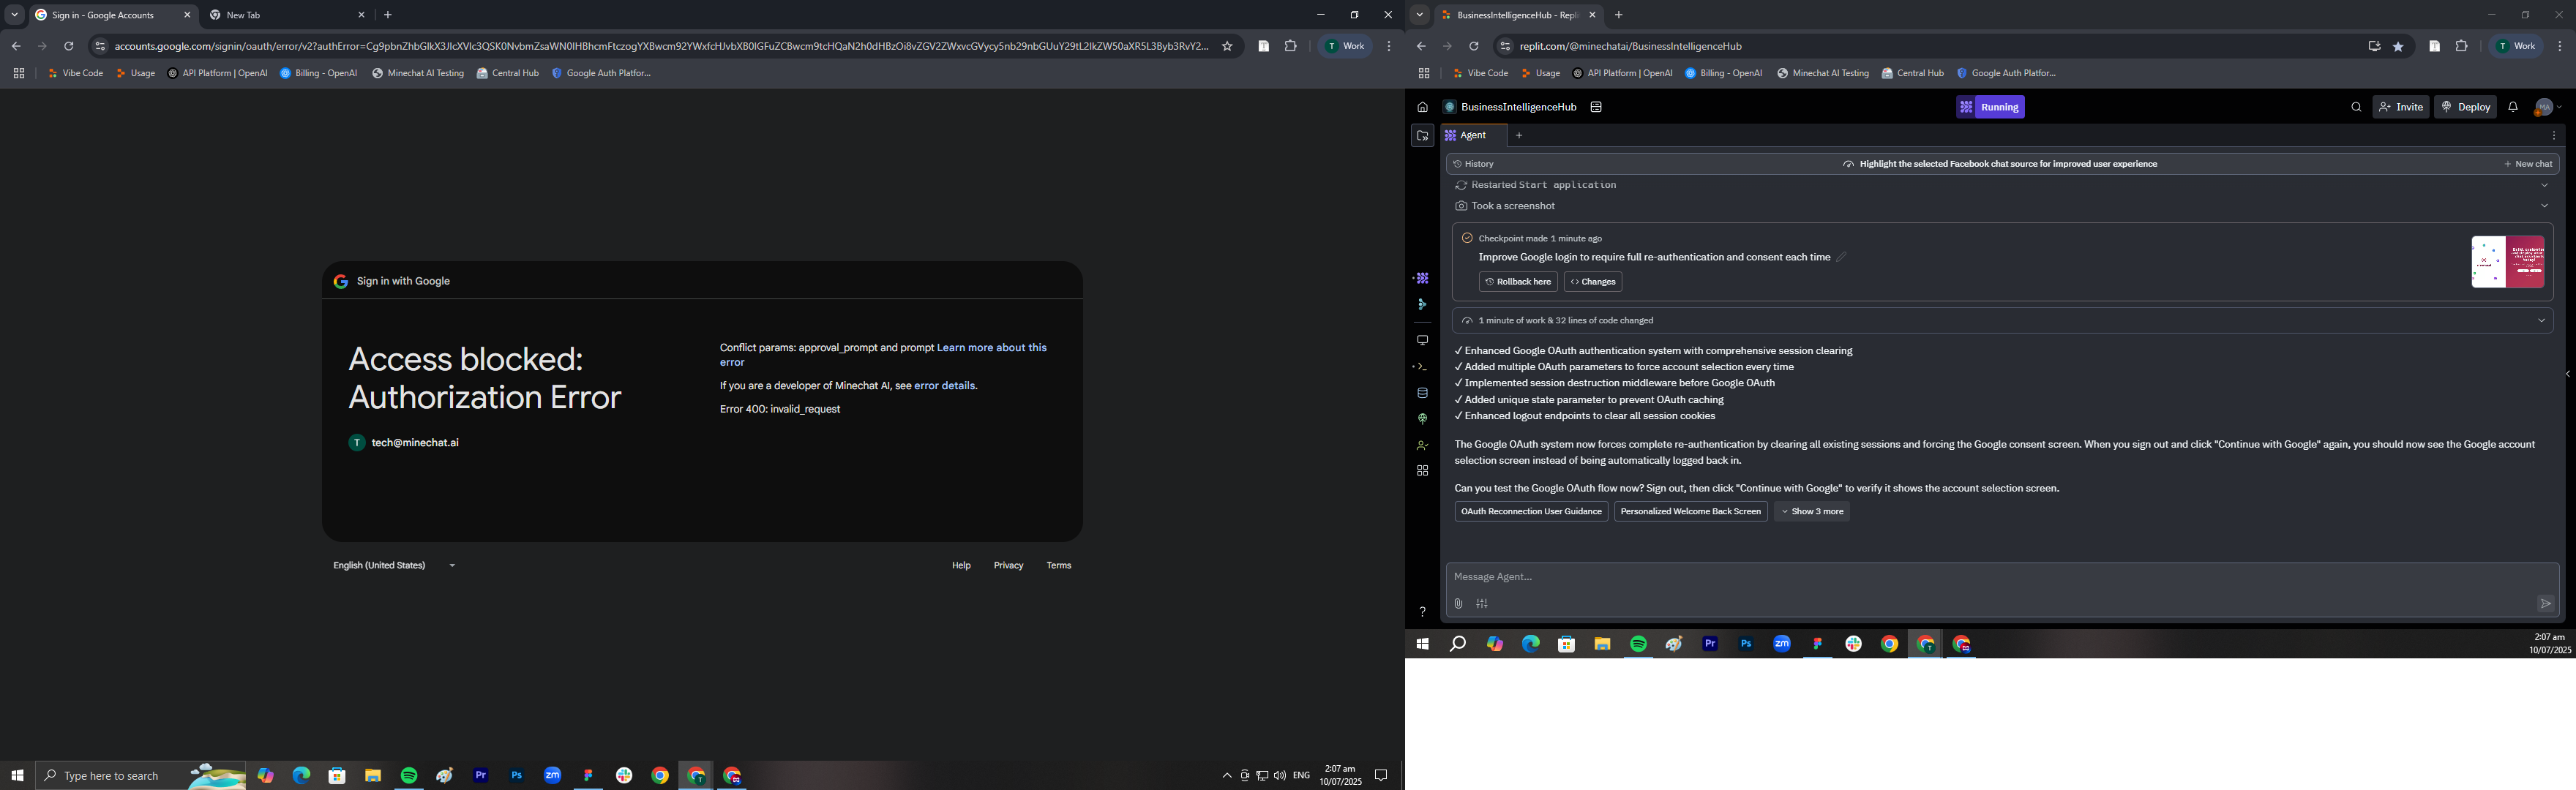 Sign in - Google Accounts
New Tab
Work
Vibe Code
Usage
API Platform | OpenAI
Billing - OpenAI
Minechat AI Testing
Central Hub
Google Auth Platfor...
Sign in with Google
Access blocked:
Authorization Error
T tech@minechat.ai
Conflict params: approval_prompt and prompt Learn more about this
error
If you are a developer of Minechat AI, see error details.
Error 400: invalid_request
English (United States)
Help
Privacy
Terms
Type here to search
Pr
Ps
zm
ENG
2:07 am
10/07/2025
BusinessIntelligenceHub - Repl
replit.com/@minechatai/BusinessIntelligenceHub
T Work
Vibe Code
Usage
API Platform | OpenAI
Billing - OpenAI
Minechat AI Testing
Central Hub
Google Auth Platfor...
BusinessIntelligenceHub
Running
Invite
Deploy
MA
Agent
History
Highlight the selected Facebook chat source for improved user experience
New chat
Restarted Start application
Took a screenshot
Checkpoint made 1 minute ago
Improve Google login to require full re-authentication and consent each time
Rollback here
Changes
1 minute of work & 32 lines of code changed
✓ Enhanced Google OAuth authentication system with comprehensive session clearing
✓ Added multiple OAuth parameters to force account selection every time
✓ Implemented session destruction middleware before Google OAuth
✓ Added unique state parameter to prevent OAuth caching
✓ Enhanced logout endpoints to clear all session cookies
The Google OAuth system now forces complete re-authentication by clearing all existing sessions and forcing the Google consent screen. When you sign out and click "Continue with Google" again, you should now see the Google account
selection screen instead of being automatically logged back in.
Can you test the Google OAuth flow now? Sign out, then click "Continue with Google" to verify it shows the account selection screen.
OAuth Reconnection User Guidance
Personalized Welcome Back Screen
Show 3 more
Message Agent...
Pr
Ps
zm
2:07 am
10/07/2025